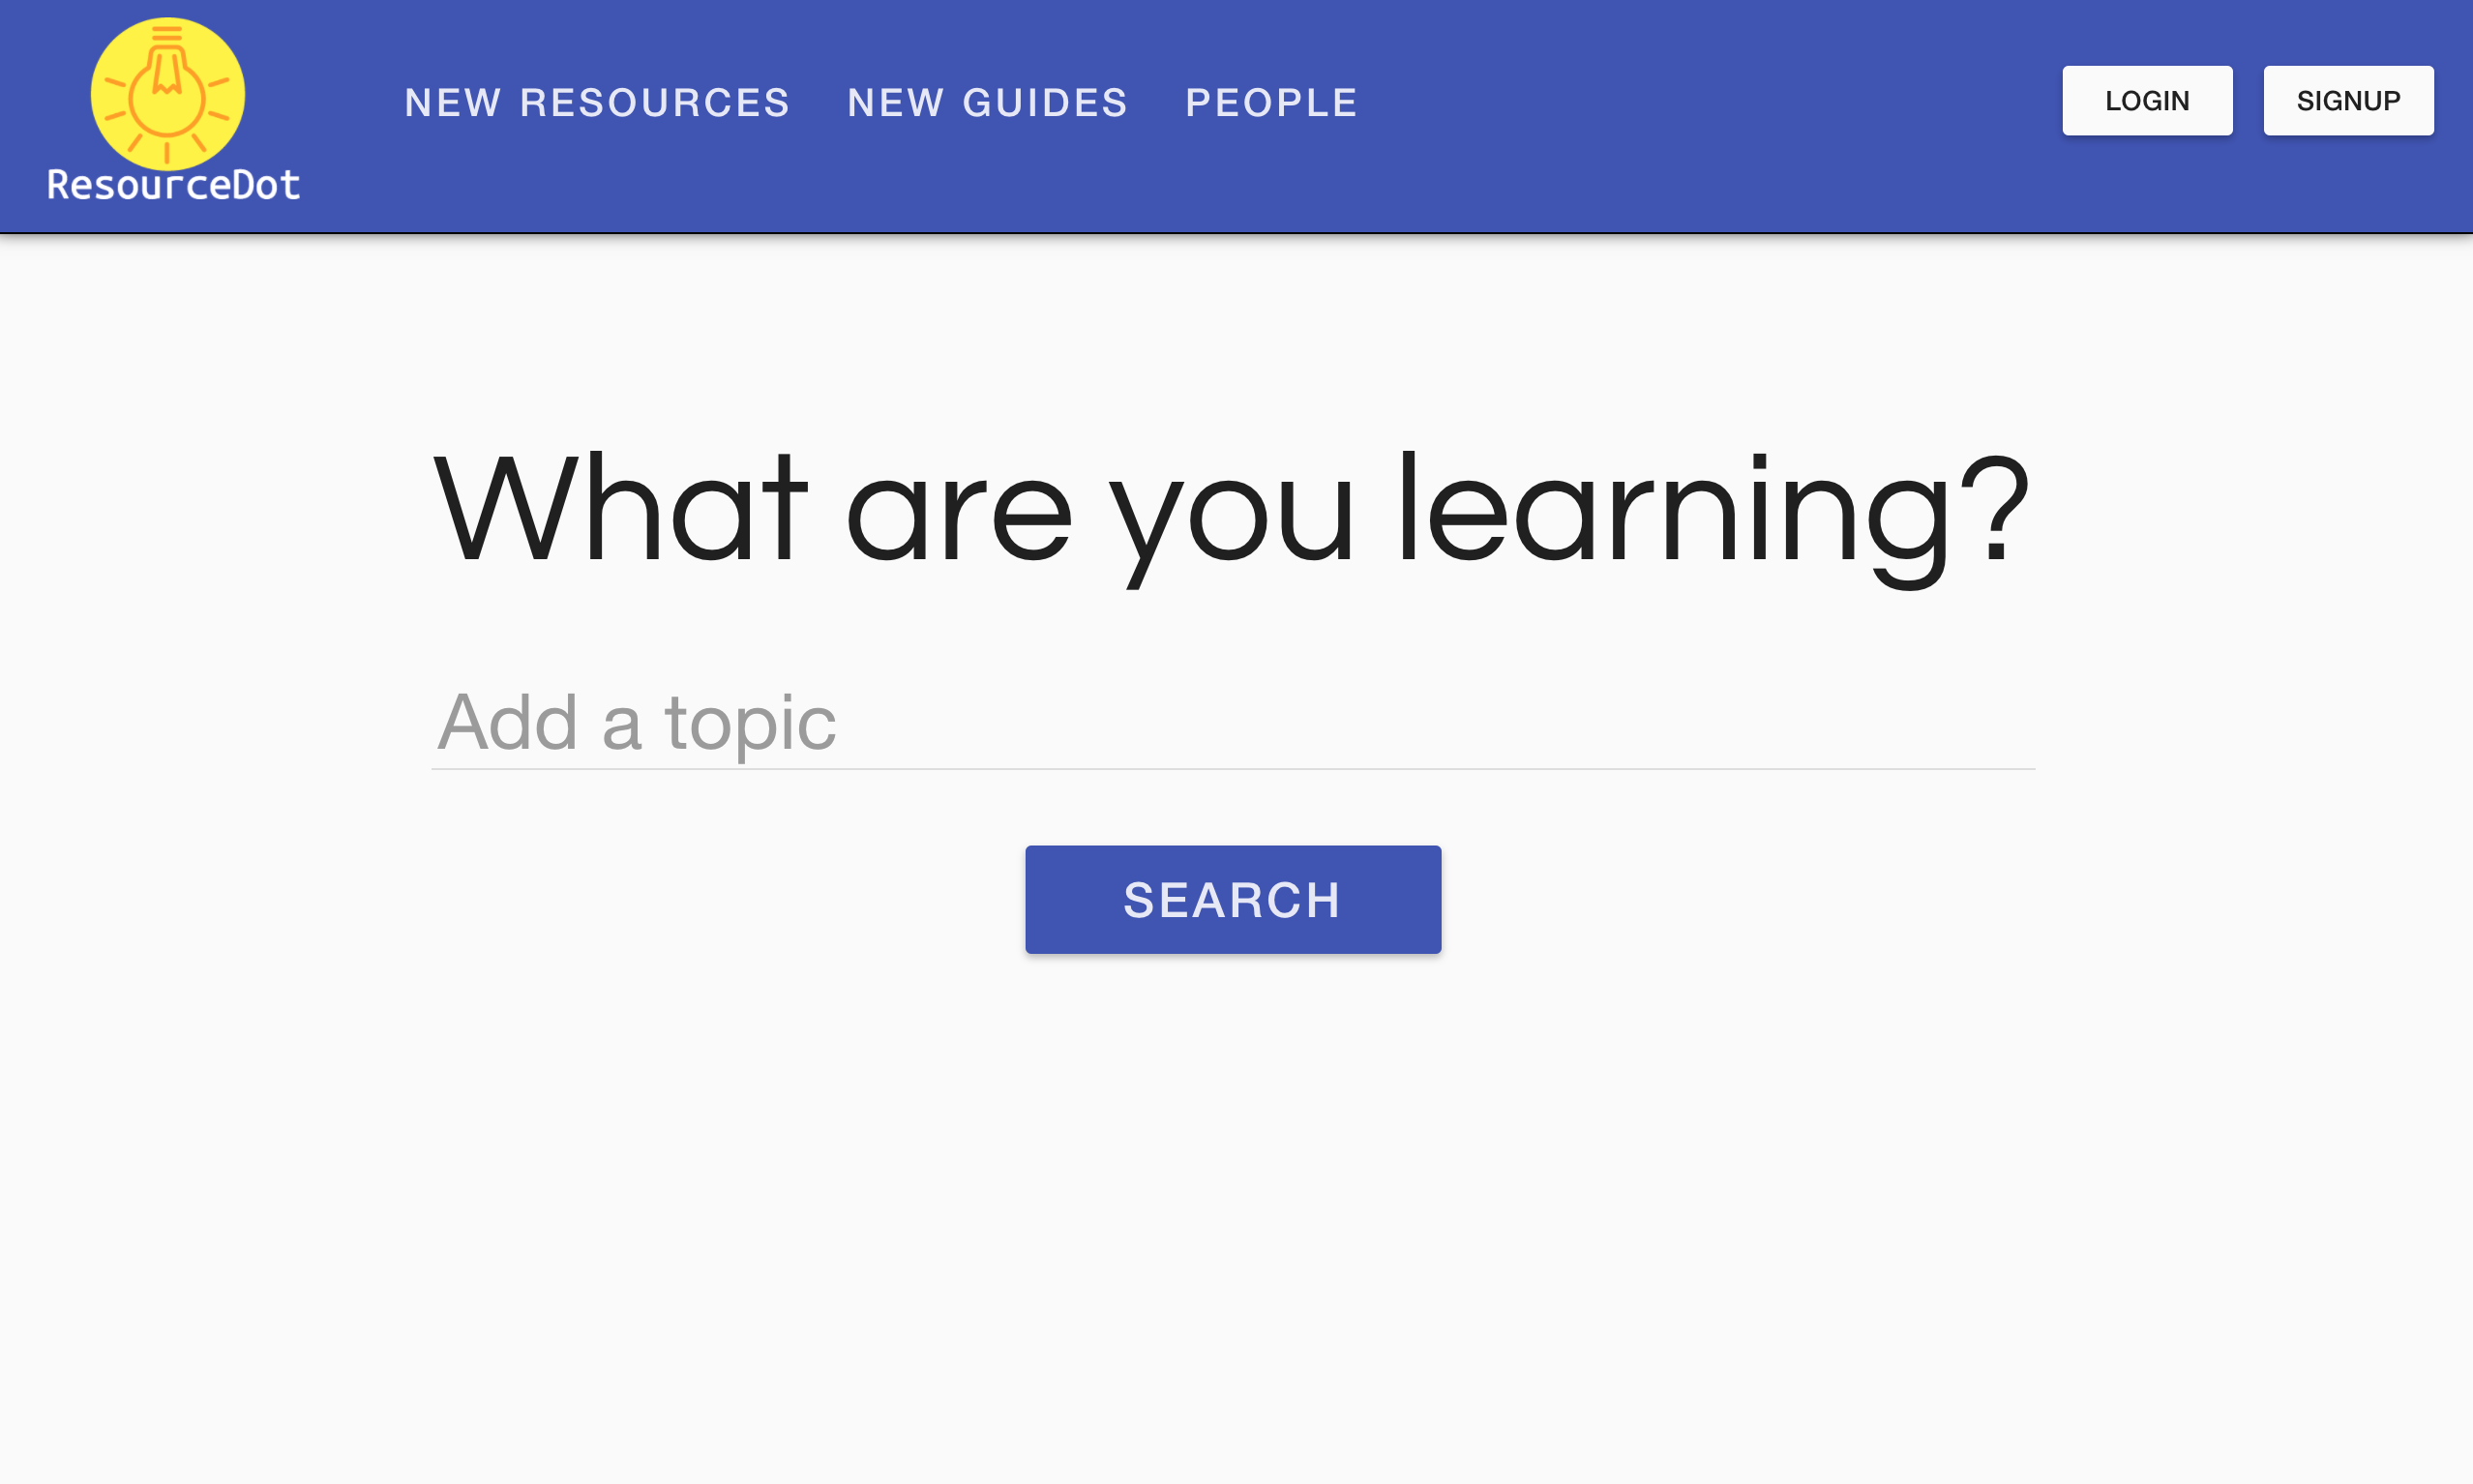 ResourceDot
NEW RESOURCES
NEW GUIDES
PEOPLE
LOGIN
SIGNUP
What are you learning?
Add a topic
SEARCH